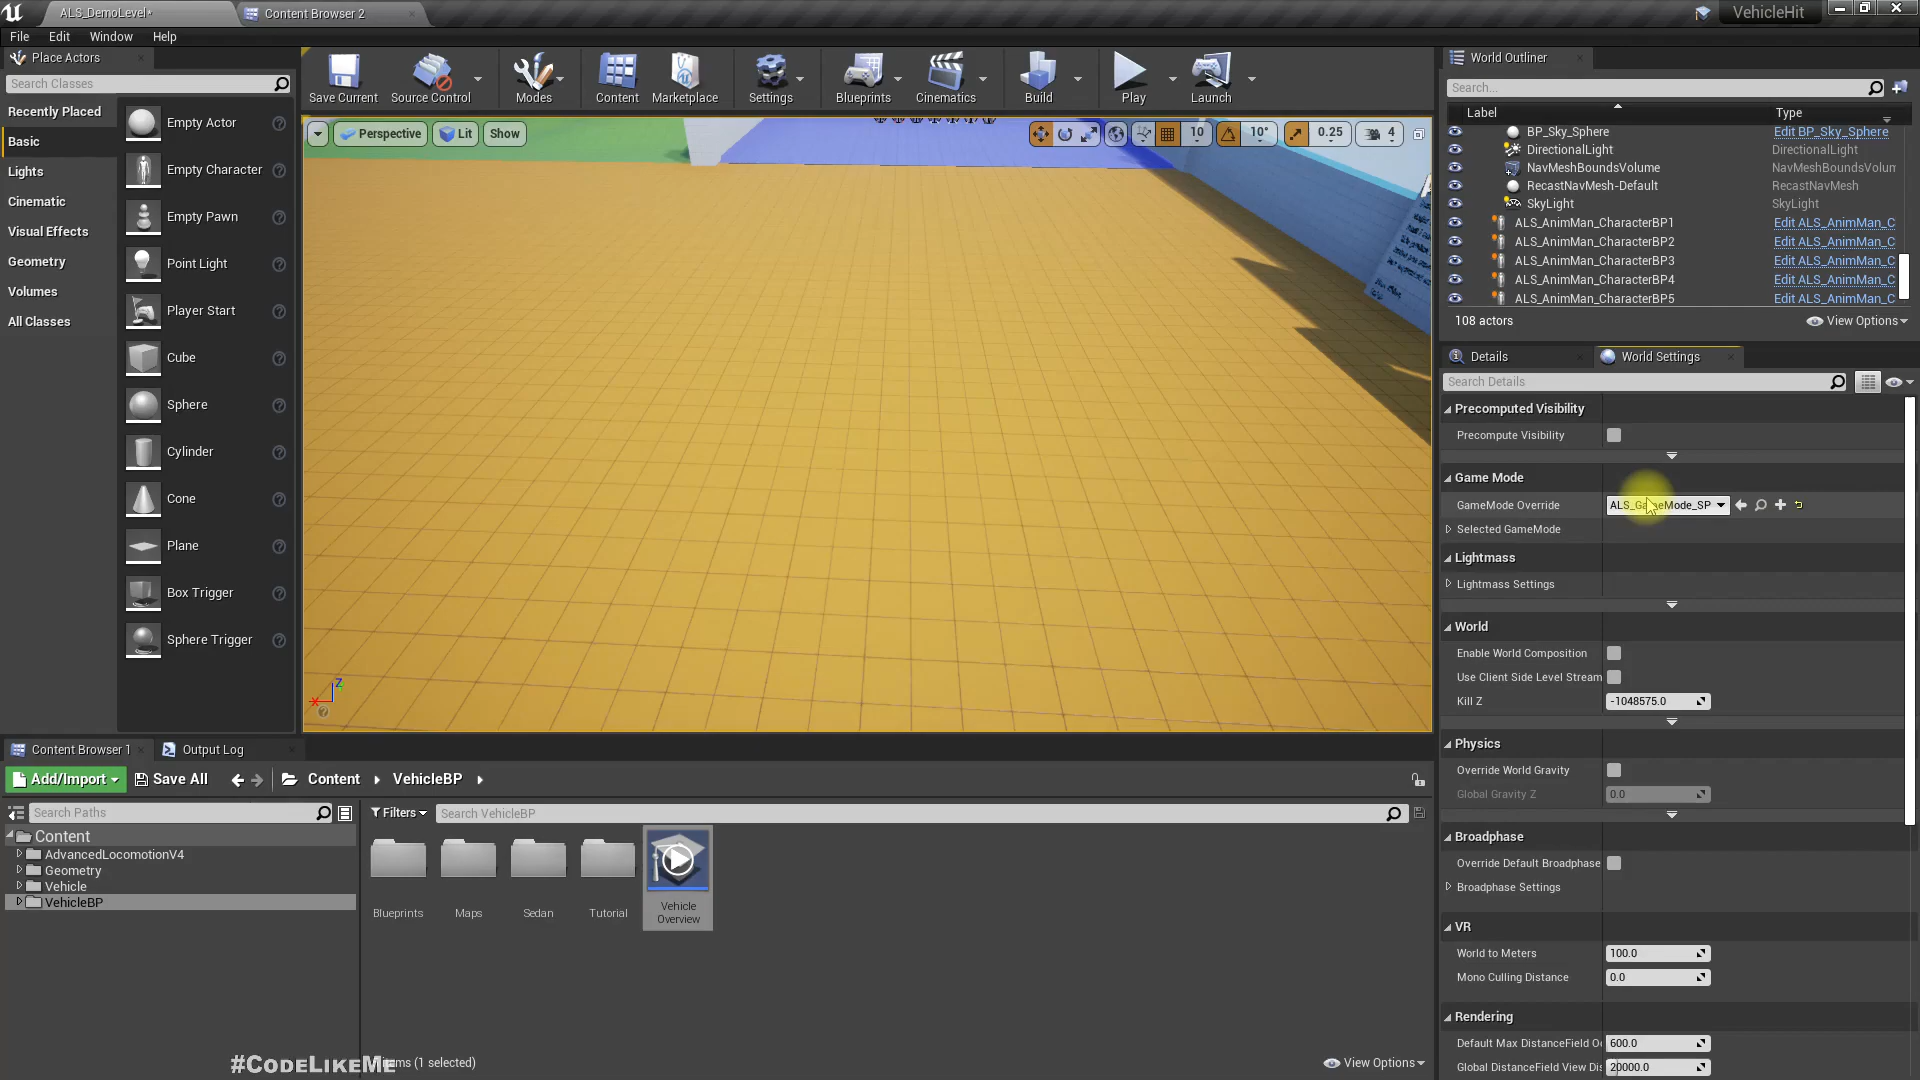 ALS_DemoLevel*
Content Browser 2
VehicleHit
File
Edit
Window
Help
Place Actors
Search Classes
Recently Placed
Basic
Lights
Cinematic
Visual Effects
Geometry
Volumes
All Classes
Empty Actor
Empty Character
Empty Pawn
Point Light
Player Start
Cube
Sphere
Cylinder
Cone
Plane
Box Trigger
Sphere Trigger
Save Current
Source Control
Modes
Content
Marketplace
Settings
Blueprints
Cinematics
Build
Play
Launch
Perspective
Lit
Show
10
10°
0.25
4
Z
X
World Outliner
Search...
Label
Type
BP_Sky_Sphere
Edit BP_Sky_Sphere
DirectionalLight
DirectionalLight
NavMeshBoundsVolume
NavMeshBoundsVolum
RecastNavMesh-Default
RecastNavMesh
SkyLight
SkyLight
ALS_AnimMan_CharacterBP1
Edit ALS_AnimMan_C
ALS_AnimMan_CharacterBP2
Edit ALS_AnimMan_C
ALS_AnimMan_CharacterBP3
Edit ALS_AnimMan_C
ALS_AnimMan_CharacterBP4
Edit ALS_AnimMan_C
ALS_AnimMan_CharacterBP5
Edit ALS_AnimMan_C
108 actors
View Options
Details
World Settings
Search Details
Precomputed Visibility
Precompute Visibility
Game Mode
GameMode Override
ALS_GameMode_SP
Selected GameMode
Lightmass
Lightmass Settings
World
Enable World Composition
Use Client Side Level Stream
Kill Z
-1048575.0
Physics
Override World Gravity
Global Gravity Z
0.0
Broadphase
Override Default Broadphase
Broadphase Settings
VR
World to Meters
100.0
Mono Culling Distance
0.0
Rendering
Default Max DistanceField O
600.0
Global DistanceField View Dis
20000.0
Content Browser 1
Output Log
Add/Import
Save All
Content
VehicleBP
Search Paths
Filters
Search VehicleBP
Content
AdvancedLocomotionV4
Geometry
Vehicle
VehicleBP
Blueprints
Maps
Sedan
Tutorial
Vehicle
Overview
#CodeLikeMe
items (1 selected)
View Options